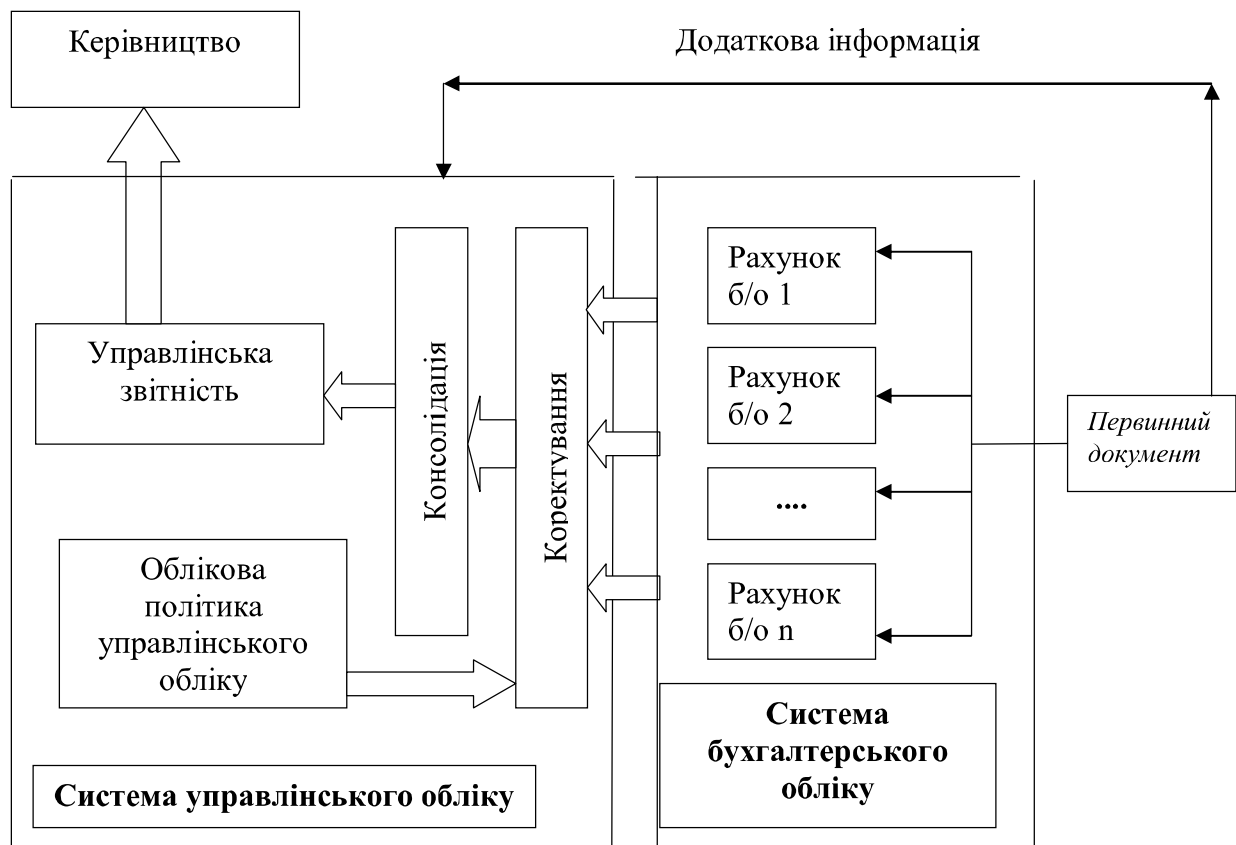 Керівництво
Додаткова інформація
Управлінська
звітність
Облікова
політика
управлінського
обліку
Консолідація
Коректування
Рахунок
б/о 1
Рахунок
б/о 2
....
Рахунок
б/о n
Первинний
документ
Система управлінського обліку
Система
бухгалтерського
обліку